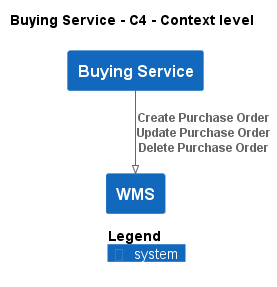 Buying Service - C4 - Context level
Buying Service
Create Purchase Order
Update Purchase Order
Delete Purchase Order
WMS
Legend
system